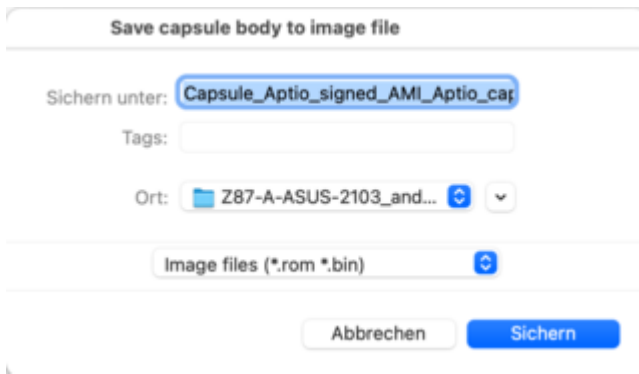 Save capsule body to image file
Sichern unter: Capsule_Aptio_signed_AMI_Aptio_cap
Tags:
Ort: Z87-A-ASUS-2103_and...
Image files (*.rom *.bin)
Abbrechen Sichern